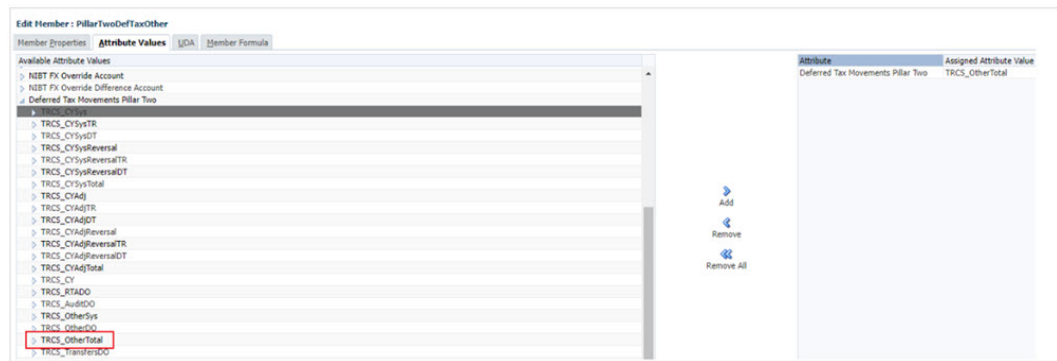 Edit Member : PillarTwoDefTaxOther
Member Properties Attribute Values UDA Member Formula
Available Attribute Values
NIBT FX Override Account
NIBT FX Override Difference Account
Deferred Tax Movements Pillar Two
TRCS_CYSys
TRCS_CYSysTR
TRCS_CYSysDT
TRCS_CYSysReversal
TRCS_CYSysReversalTR
TRCS_CYSysReversalDT
TRCS_CYSysTotal
TRCS_CYAdj
TRCS_CYAdjTR
TRCS_CYAdjDT
TRCS_CYAdjReversal
TRCS_CYAdjReversalTR
TRCS_CYAdjReversalDT
TRCS_CYAdjTotal
TRCS_CY
TRCS_RTADO
TRCS_AuditDO
TRCS_OtherSys
TRCS_OtherDO
TRCS_OtherTotal
TRCS_TransfersDO
Add
Remove
Remove All
Attribute Assigned Attribute Value
Deferred Tax Movements Pillar Two TRCS_OtherTotal